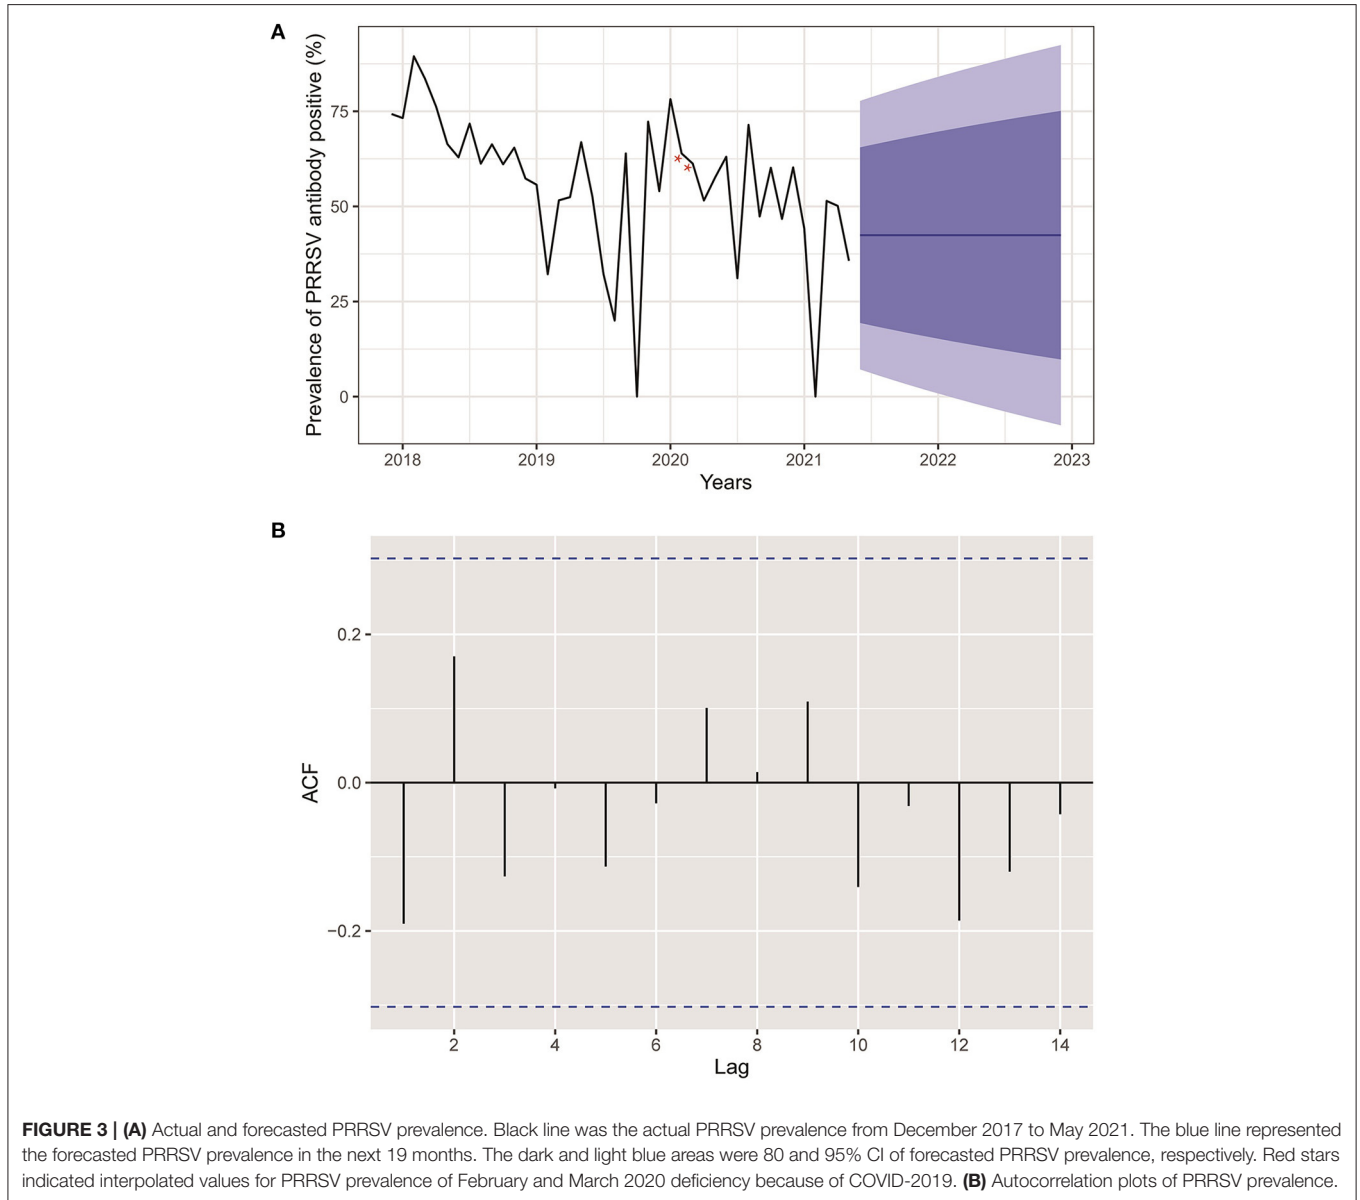 A
Prevalence of PRRSV antibody positive (%)
75
50
25
0
2018 2019 2020 2021 2022 2023
Years
B
ACF
0.2
0.0
−0.2
2 4 6 8 10 12 14
Lag
FIGURE 3 | (A) Actual and forecasted PRRSV prevalence. Black line was the actual PRRSV prevalence from December 2017 to May 2021. The blue line represented
the forecasted PRRSV prevalence in the next 19 months. The dark and light blue areas were 80 and 95% CI of forecasted PRRSV prevalence, respectively. Red stars
indicated interpolated values for PRRSV prevalence of February and March 2020 deficiency because of COVID-2019. (B) Autocorrelation plots of PRRSV prevalence.